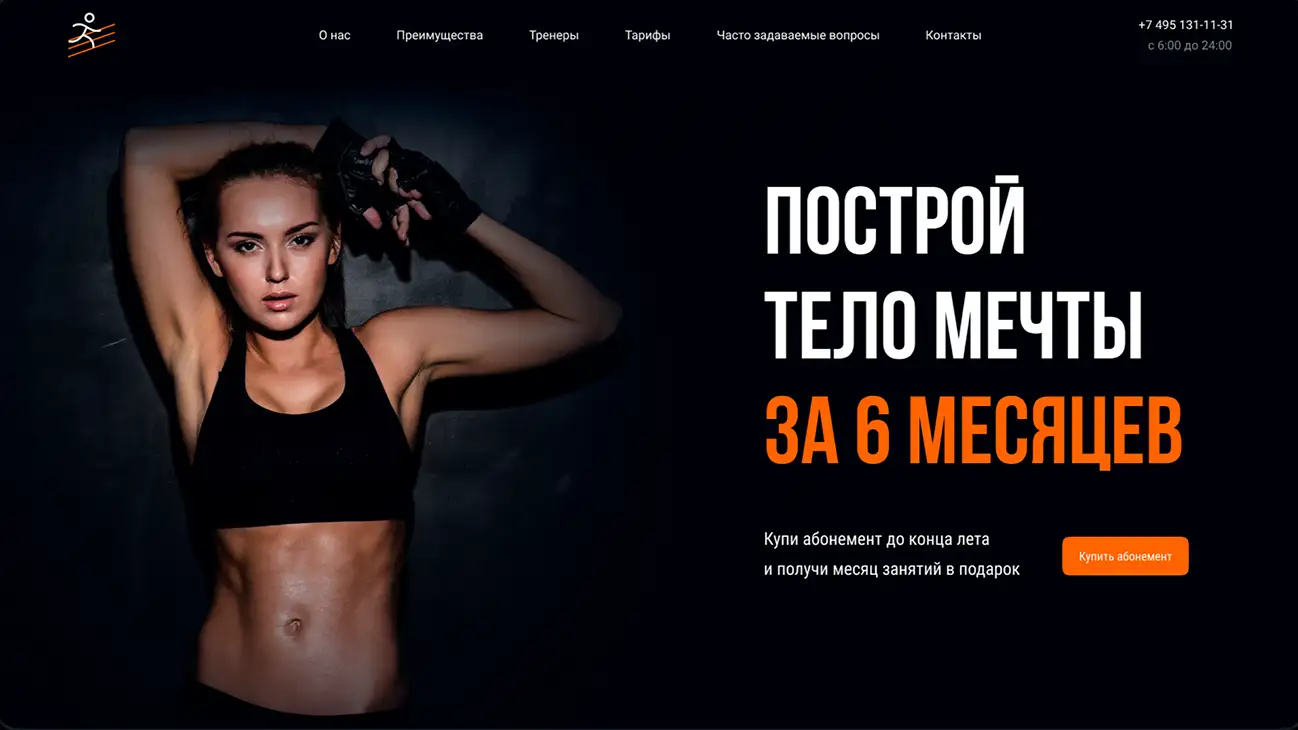 О нас
Преимущества
Тренеры
Тарифы
Часто задаваемые вопросы
Контакты
+7 495 131-11-31
с 6:00 до 24:00
ПОСТРОЙ
ТЕЛО МЕЧТЫ
ЗА 6 МЕСЯЦЕВ
Купи абонемент до конца лета
и получи месяц занятий в подарок
Купить абонемент